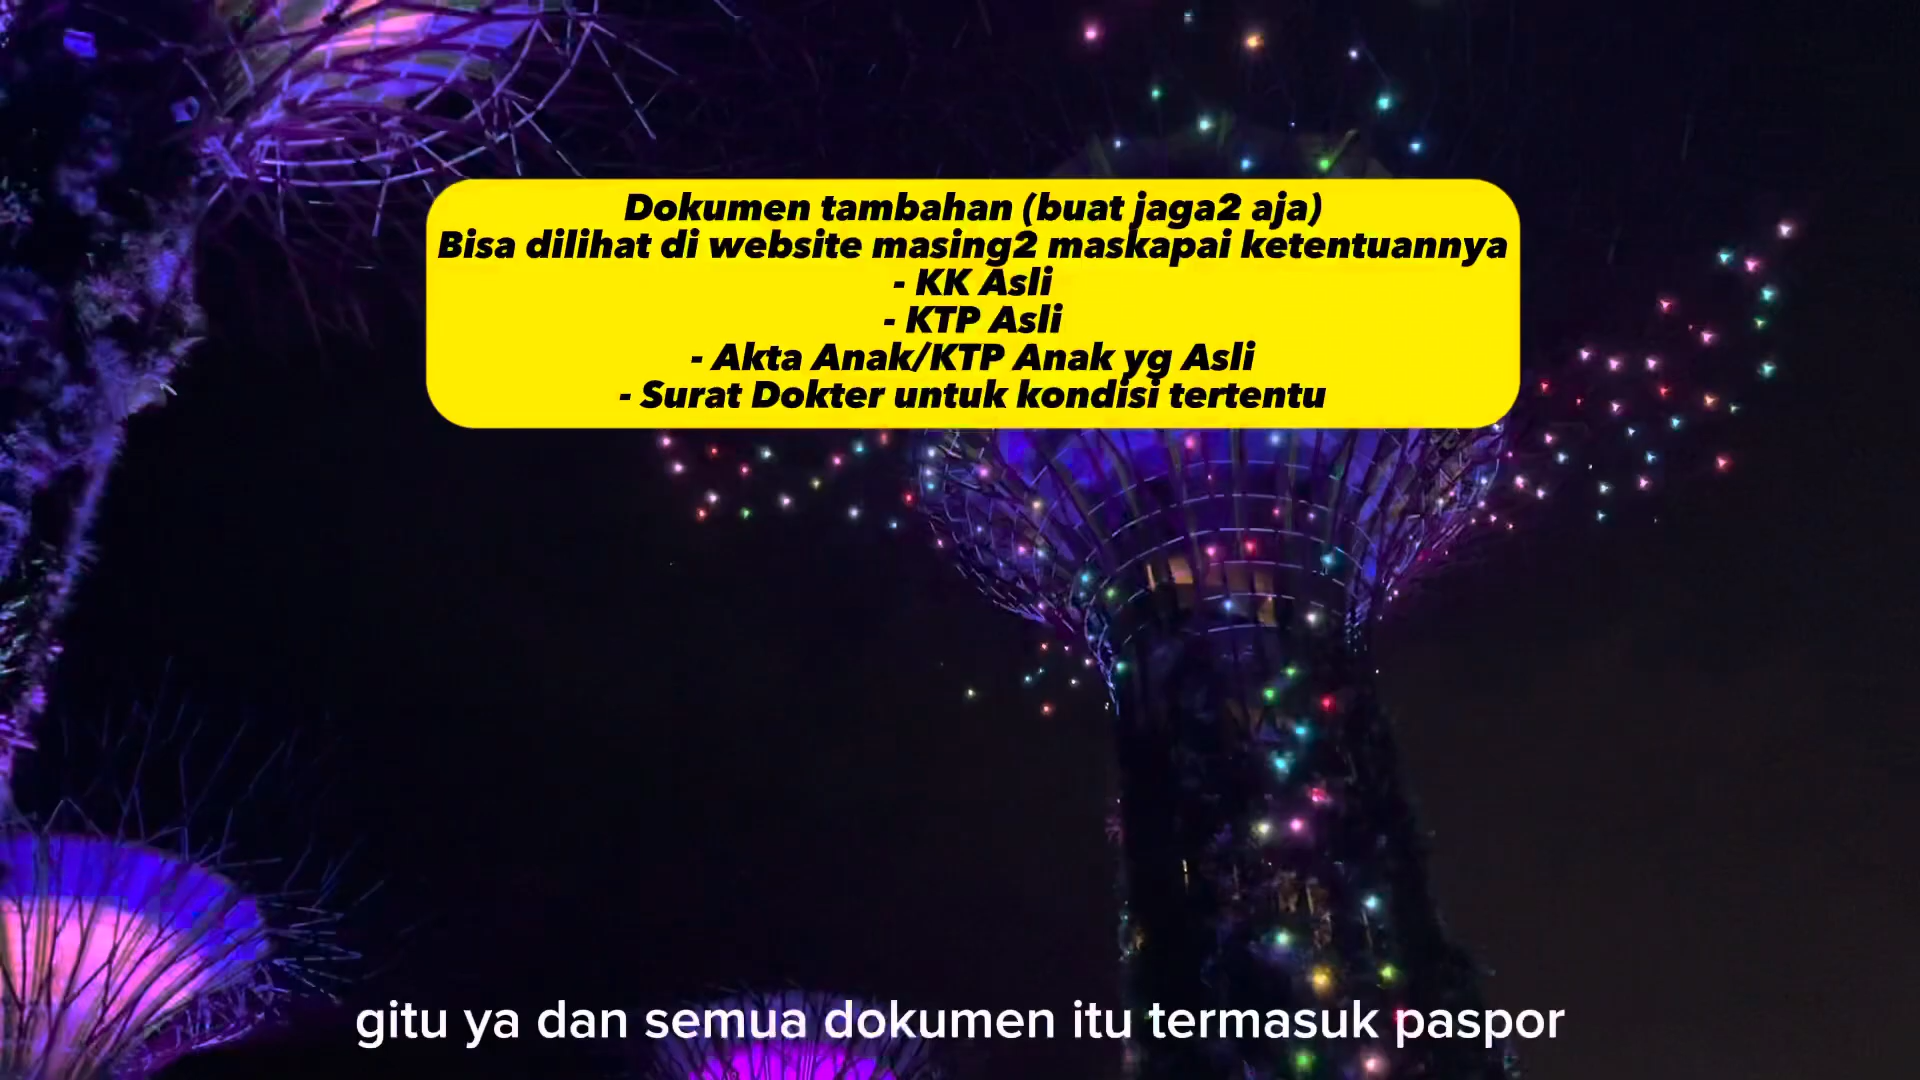 Dokumen tambahan (buat jaga2 aja)
Bisa dilihat di website masing2 maskapai ketentuannya
- KK Asli
- KTP Asli
- Akta Anak/KTP Anak yg Asli
- Surat Dokter untuk kondisi tertentu
gitu ya dan semua dokumen itu termasuk paspor